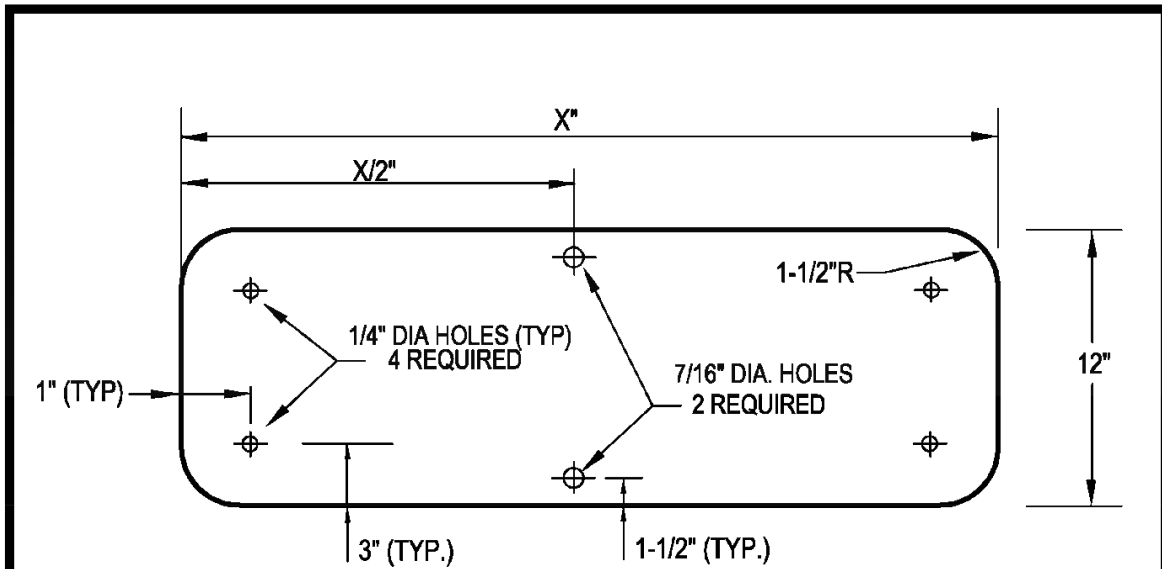 X"
X/2"
1-1/2"R
1/4" DIA HOLES (TYP)
4 REQUIRED
12"
7/16" DIA. HOLES
2 REQUIRED
1" (TYP)
3" (TYP.)
1-1/2" (TYP.)